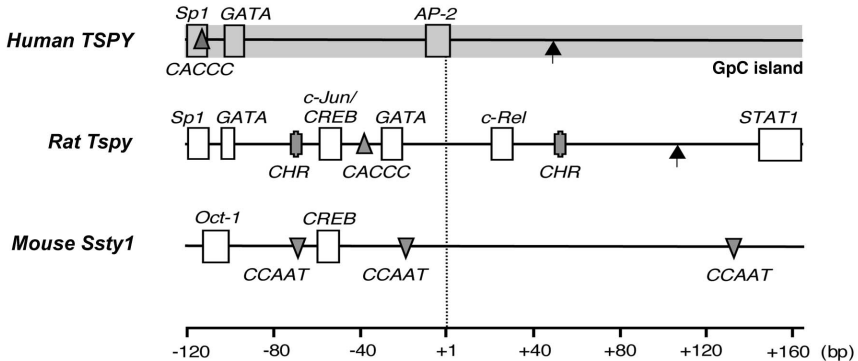 Sp1 GATA AP-2
Human TSPY
CACCC GpC island
c-Jun/
Sp1 GATA CREB GATA c-Rel STAT1
Rat Tspy
CHR CACCC CHR
Oct-1 CREB
Mouse Ssty1
CCAAT CCAAT CCAAT
-120 -80 -40 +1 +40 +80 +120 +160 (bp)